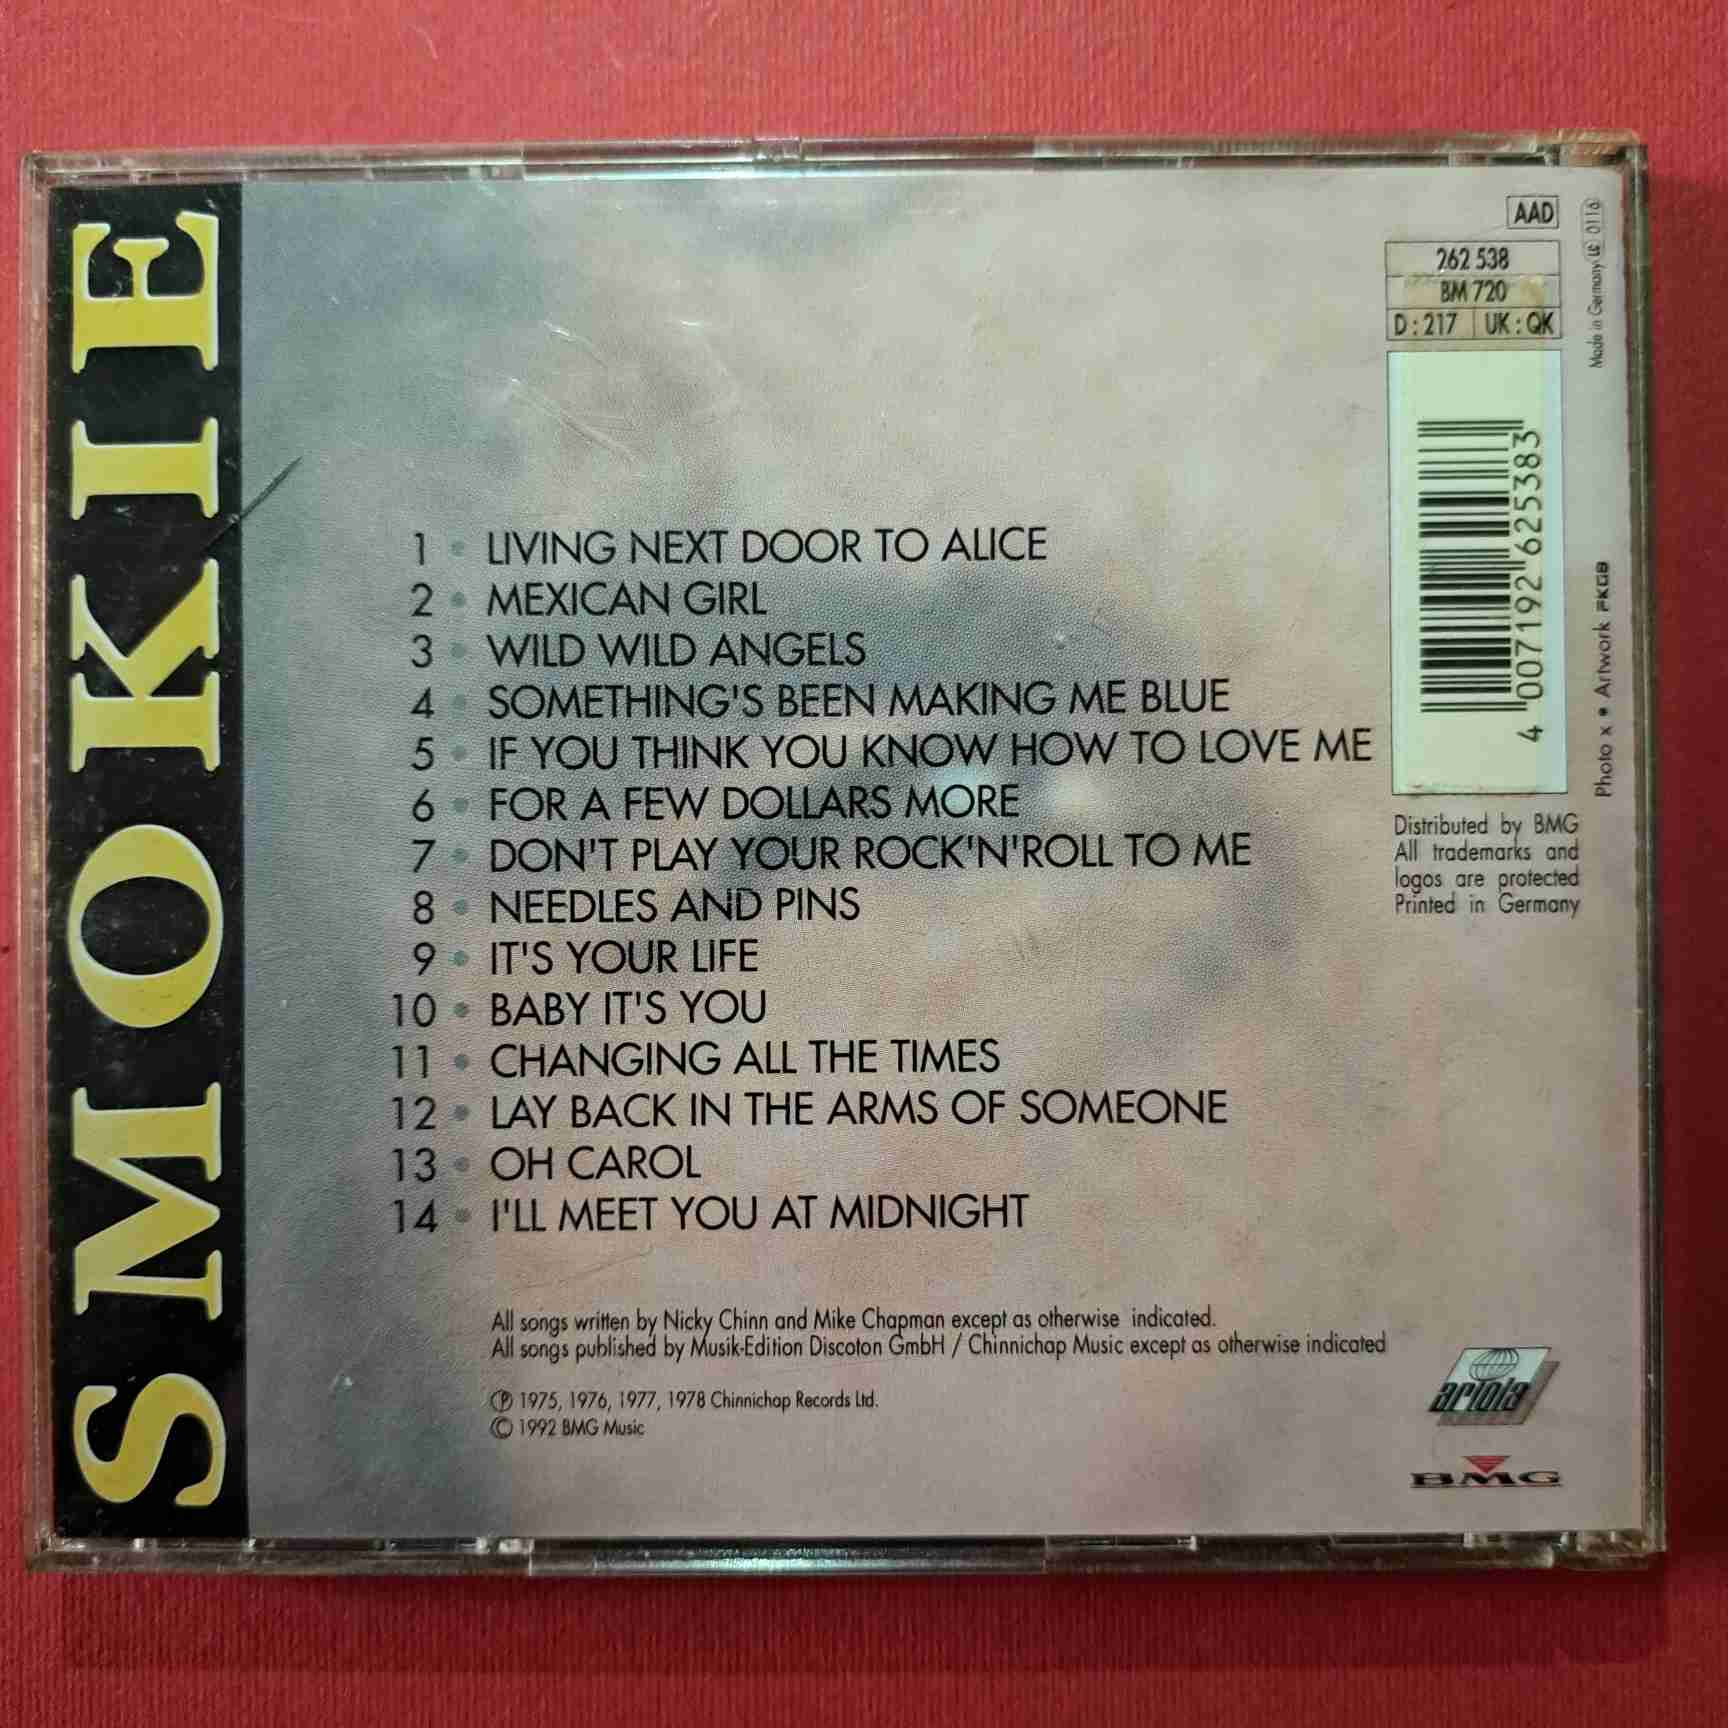 SMOKIE
AAD
262 538
BM 720
D : 217 UK : QK
Made in Germany LC 0116
4 007192 625383
Photo x • Artwork FKGB
1 • LIVING NEXT DOOR TO ALICE
2 • MEXICAN GIRL
3 • WILD WILD ANGELS
4 • SOMETHING'S BEEN MAKING ME BLUE
5 • IF YOU THINK YOU KNOW HOW TO LOVE ME
6 • FOR A FEW DOLLARS MORE
7 • DON'T PLAY YOUR ROCK'N'ROLL TO ME
8 • NEEDLES AND PINS
9 • IT'S YOUR LIFE
10 • BABY IT'S YOU
11 • CHANGING ALL THE TIMES
12 • LAY BACK IN THE ARMS OF SOMEONE
13 • OH CAROL
14 • I'LL MEET YOU AT MIDNIGHT
Distributed by BMG
All trademarks and
logos are protected
Printed in Germany
All songs written by Nicky Chinn and Mike Chapman except as otherwise indicated.
All songs published by Musik-Edition Discoton GmbH / Chinnichap Music except as otherwise indicated
℗ 1975, 1976, 1977, 1978 Chinnichap Records Ltd.
© 1992 BMG Music
ariola
BMG